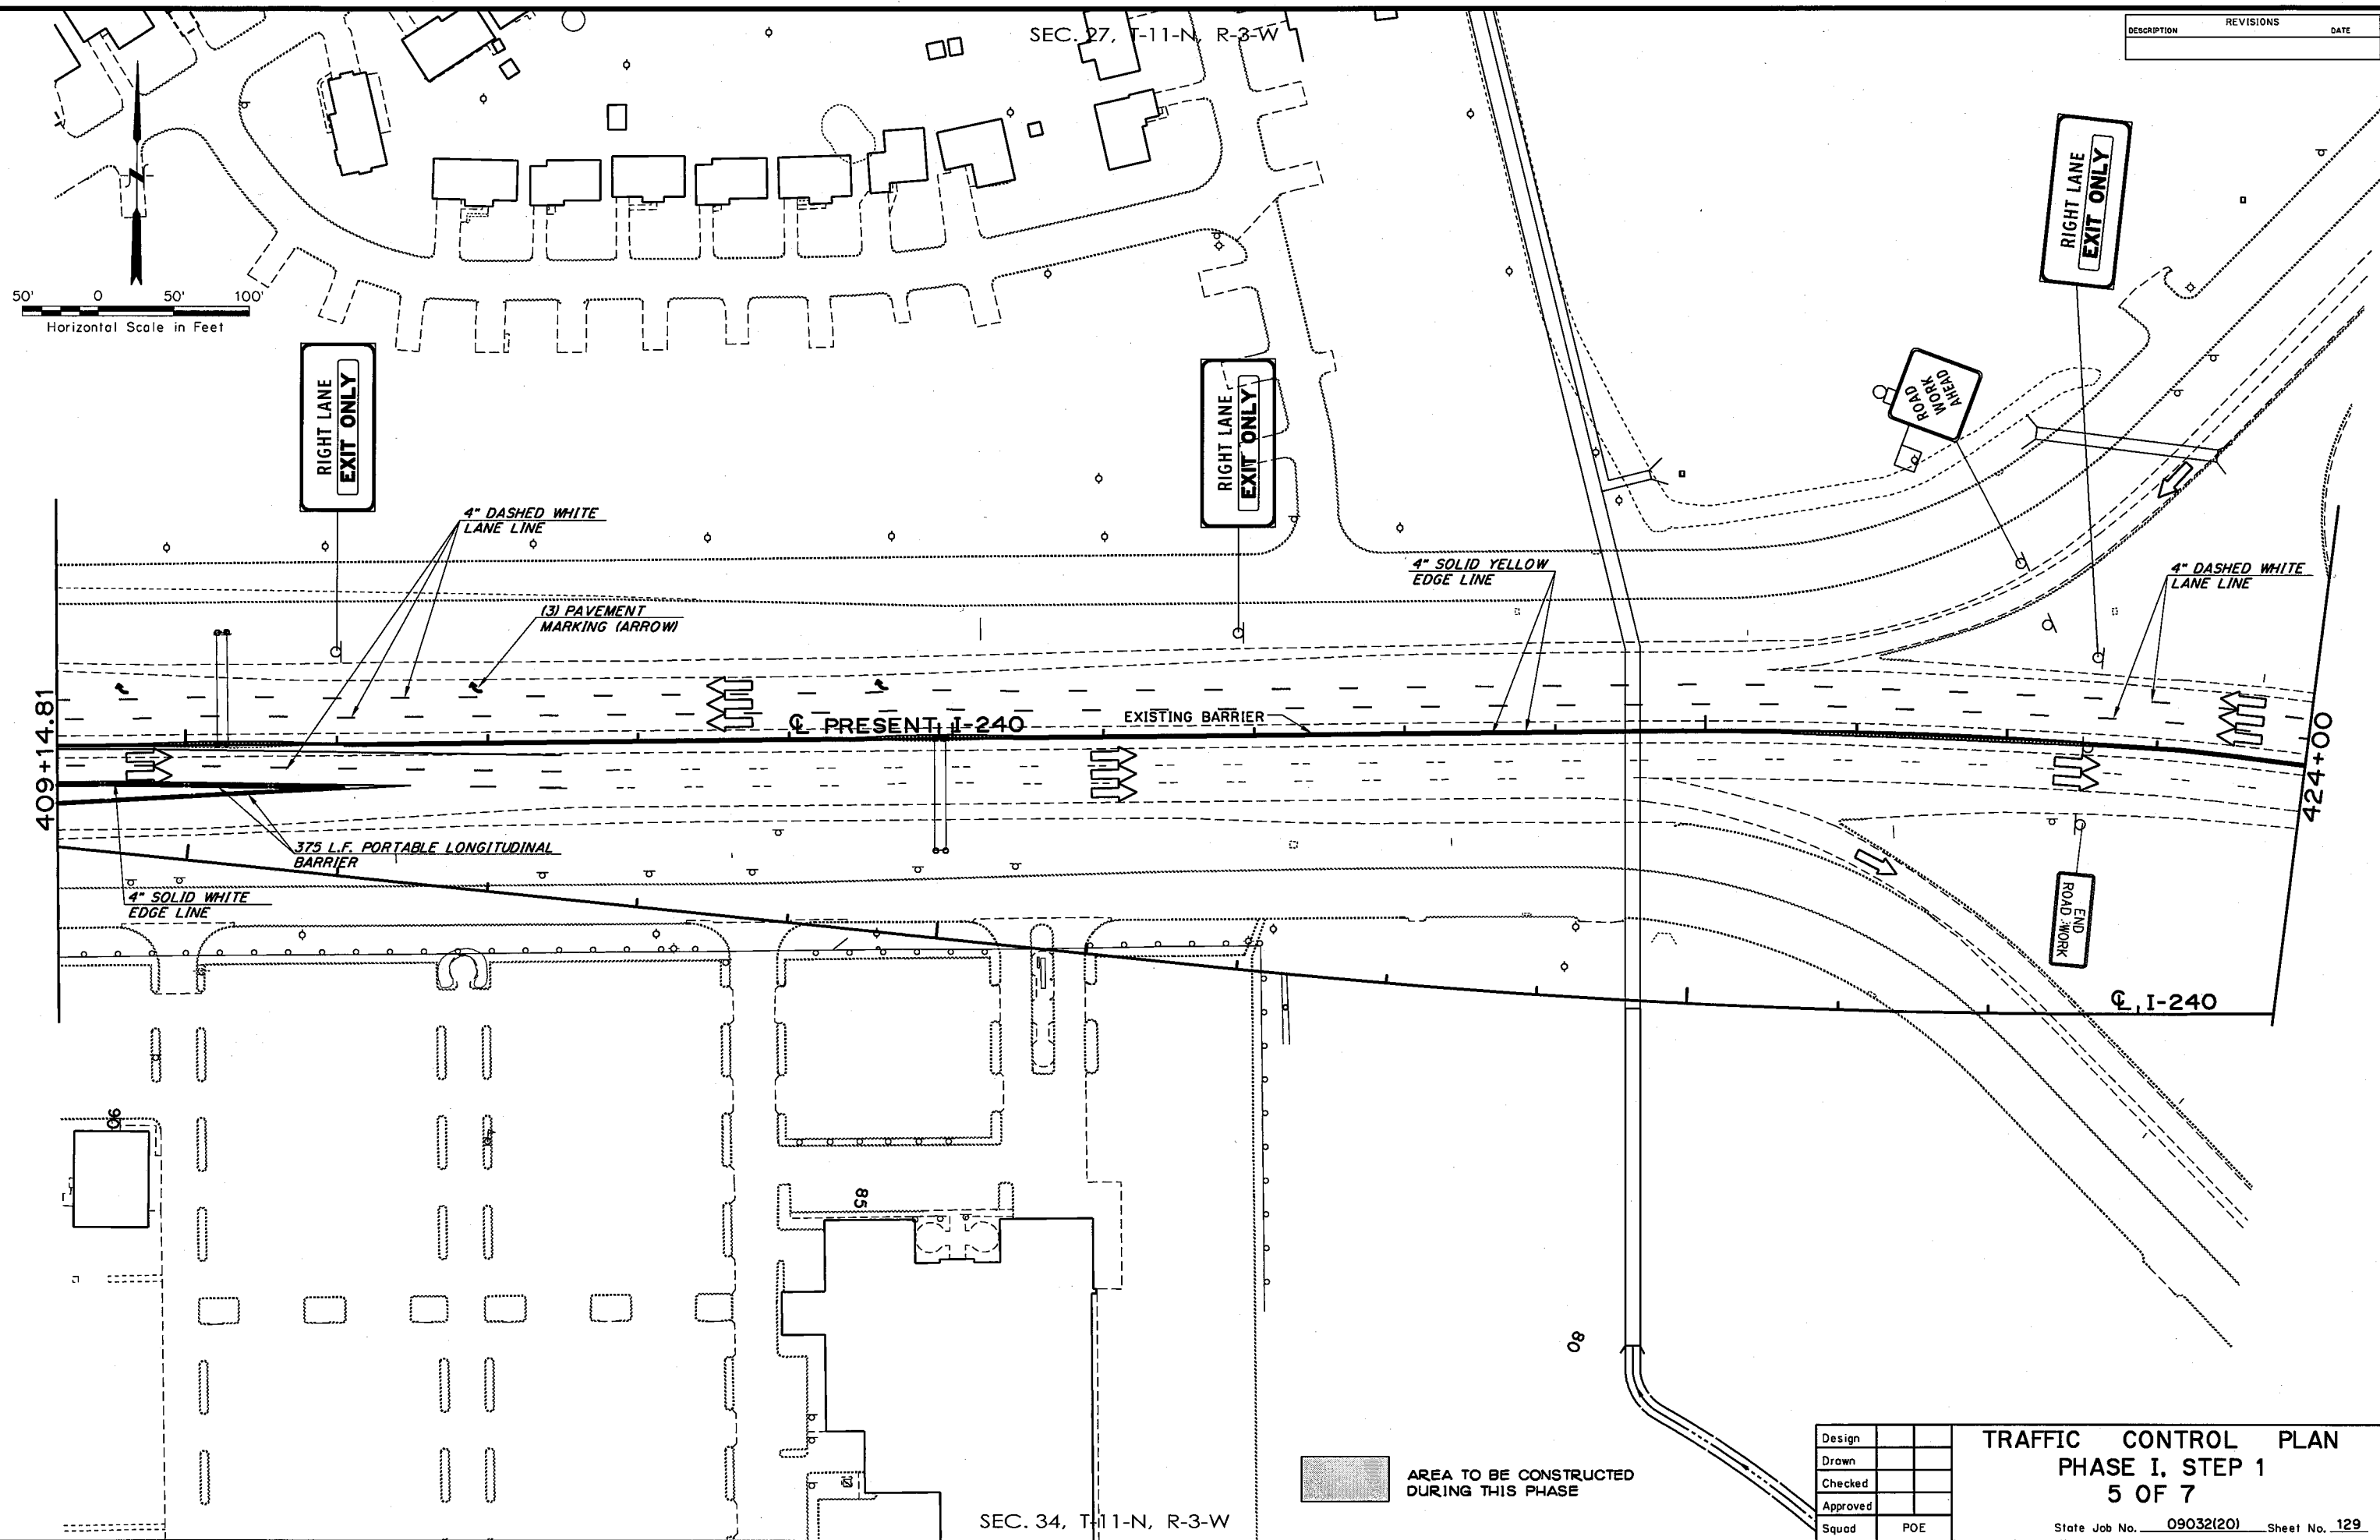 SEC. 27, T-11-N, R-3-W
REVISIONS
DESCRIPTION DATE
50' 0 50' 100'
Horizontal Scale in Feet
RIGHT LANE
EXIT ONLY
RIGHT LANE
EXIT ONLY
RIGHT LANE
EXIT ONLY
ROAD
WORK
AHEAD
4" DASHED WHITE
LANE LINE
(3) PAVEMENT
MARKING (ARROW)
4" SOLID YELLOW
EDGE LINE
4" DASHED WHITE
LANE LINE
409+14.81
℄ PRESENT I-240
EXISTING BARRIER
424+00
375 L.F. PORTABLE LONGITUDINAL
BARRIER
4" SOLID WHITE
EDGE LINE
END
ROAD WORK
℄ I-240
90
85
80
AREA TO BE CONSTRUCTED
DURING THIS PHASE
SEC. 34, T-11-N, R-3-W
Design
Drawn
Checked
Approved
Squad POE
TRAFFIC CONTROL PLAN
PHASE I, STEP 1
5 OF 7
State Job No. 09032(20) Sheet No. 129